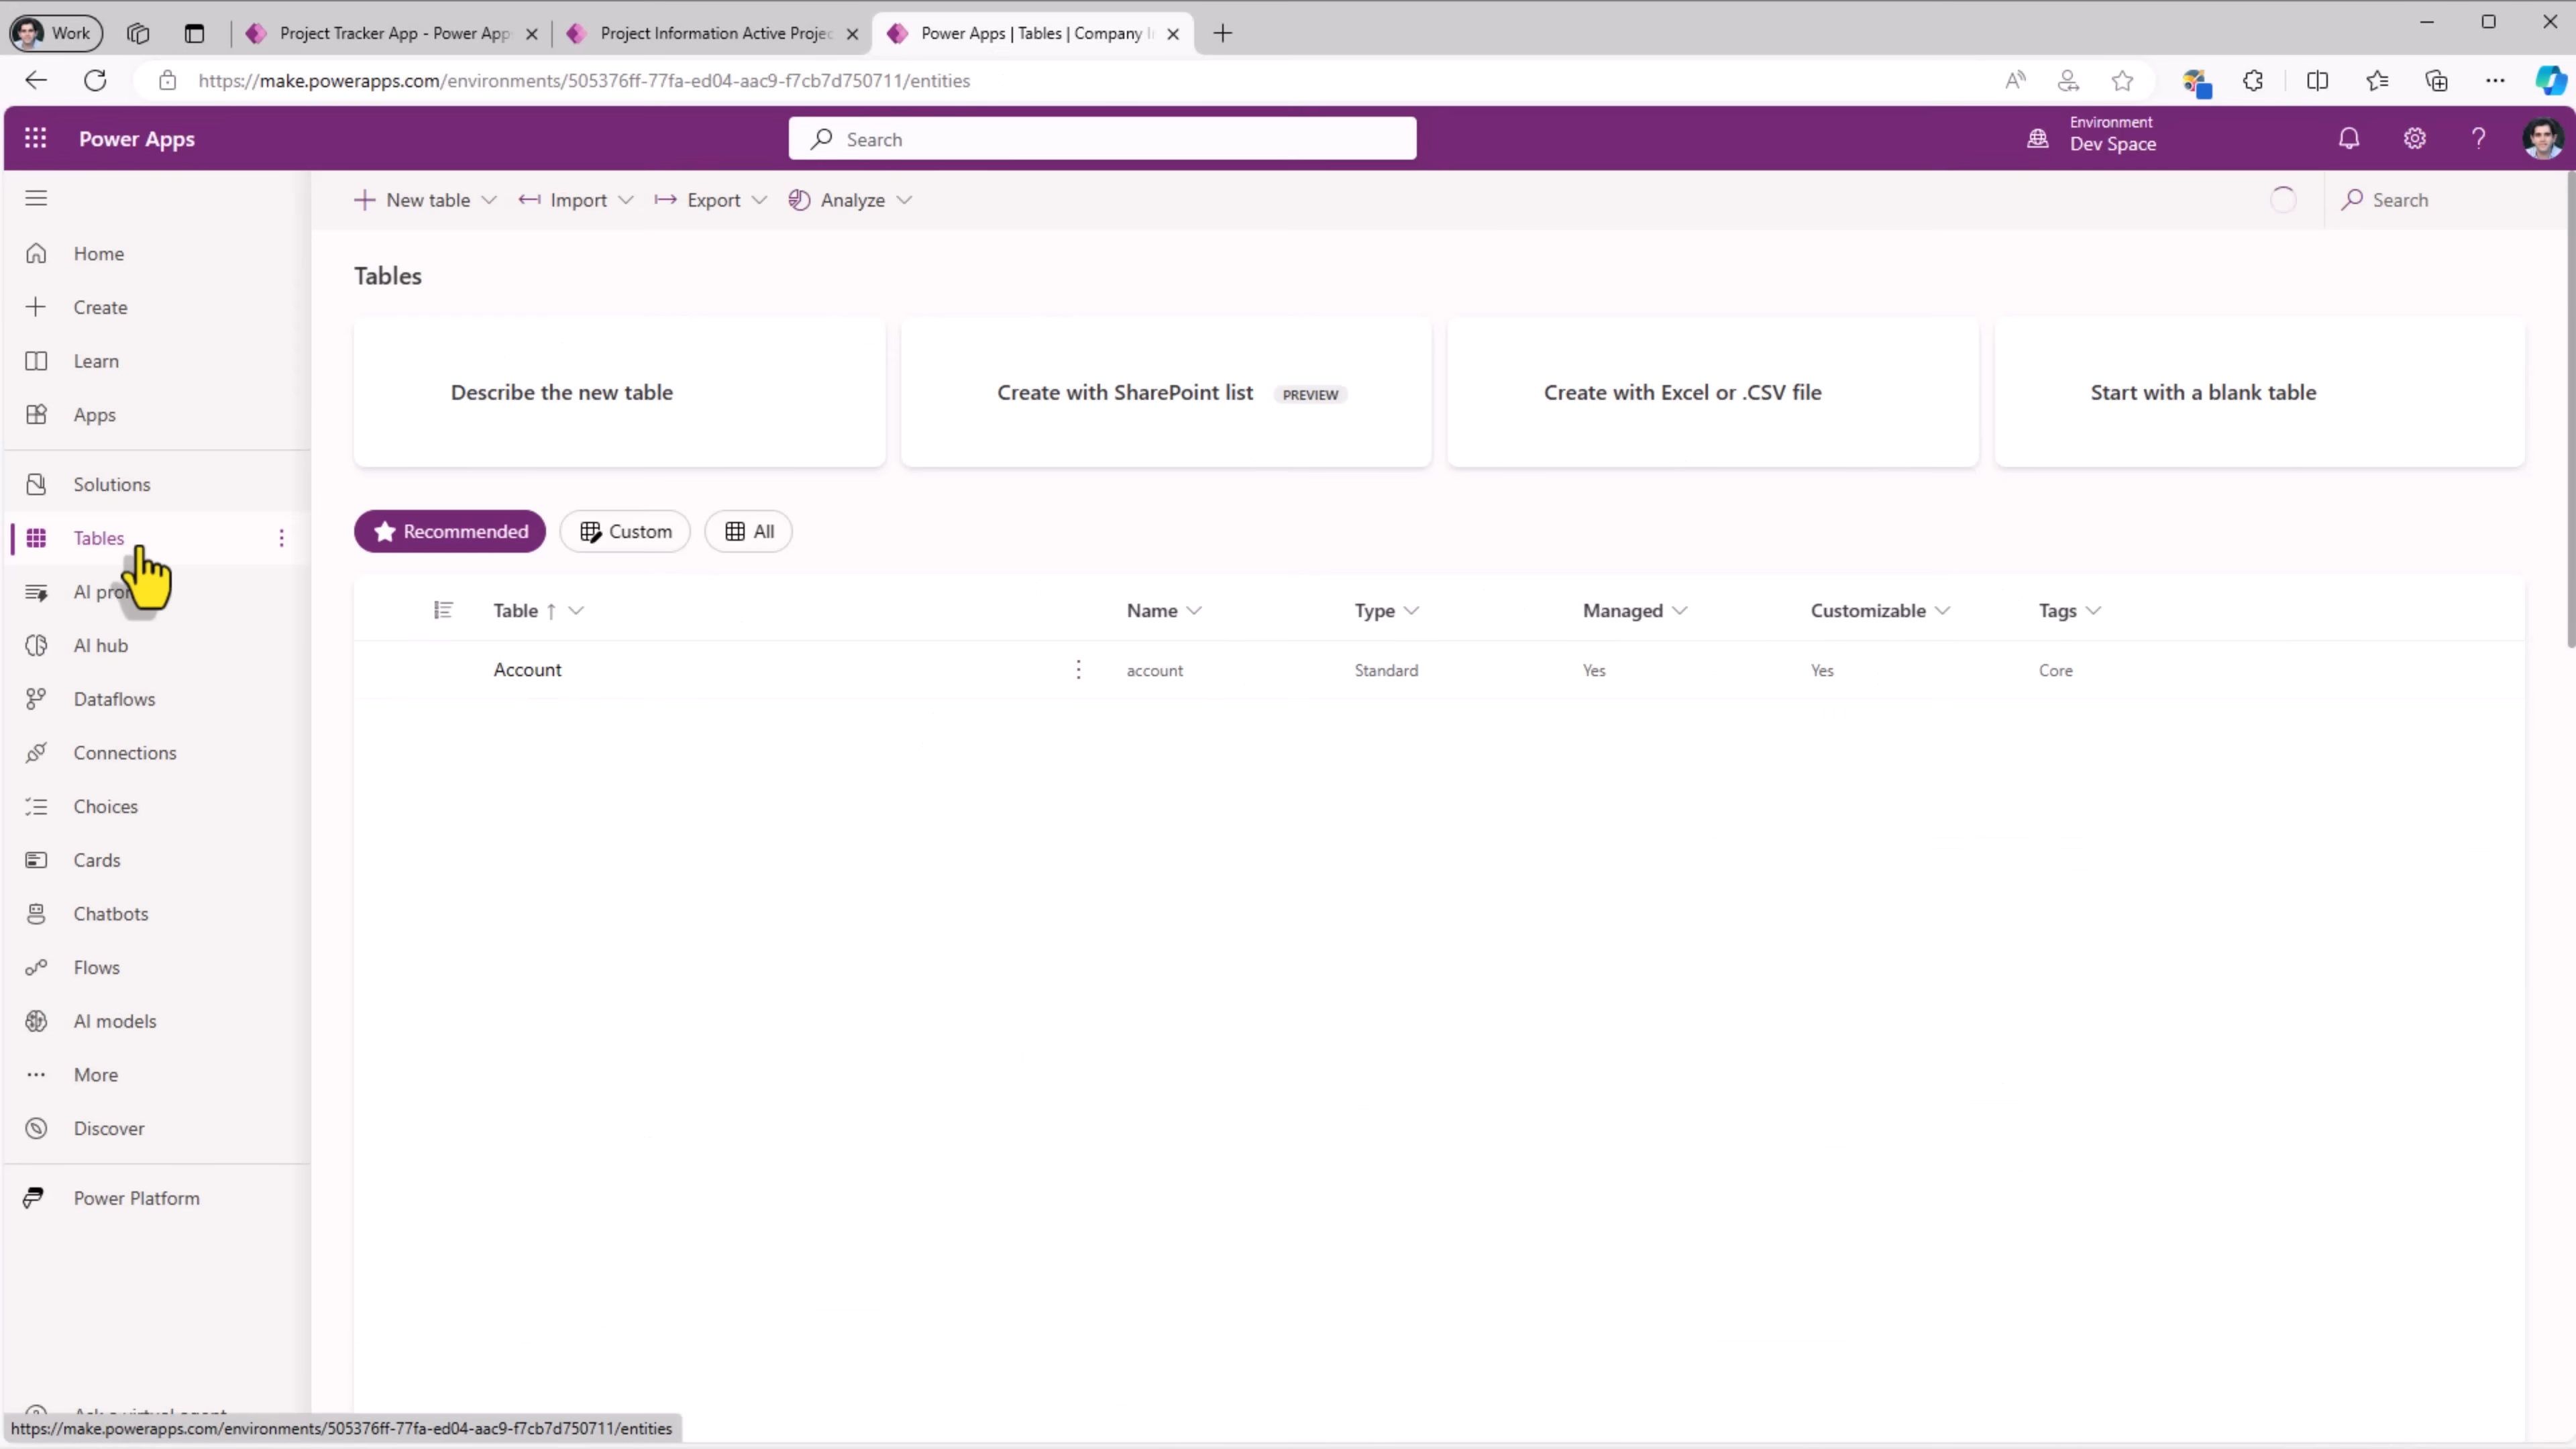 Work
Project Tracker App - Power App
Project Information Active Projec
Power Apps | Tables | Company I
https://make.powerapps.com/environments/505376ff-77fa-ed04-aac9-f7cb7d750711/entities
Power Apps
Search
Environment
Dev Space
New table
Import
Export
Analyze
Search
Home
Create
Learn
Apps
Solutions
Tables
AI
AI hub
Dataflows
Connections
Choices
Cards
Chatbots
Flows
AI models
More
Discover
Power Platform
Tables
Describe the new table
Create with SharePoint list PREVIEW
Create with Excel or .CSV file
Start with a blank table
Recommended
Custom
All
Table Name Type Managed Customizable Tags
Account account Standard Yes Yes Core
https://make.powerapps.com/environments/505376ff-77fa-ed04-aac9-f7cb7d750711/entities